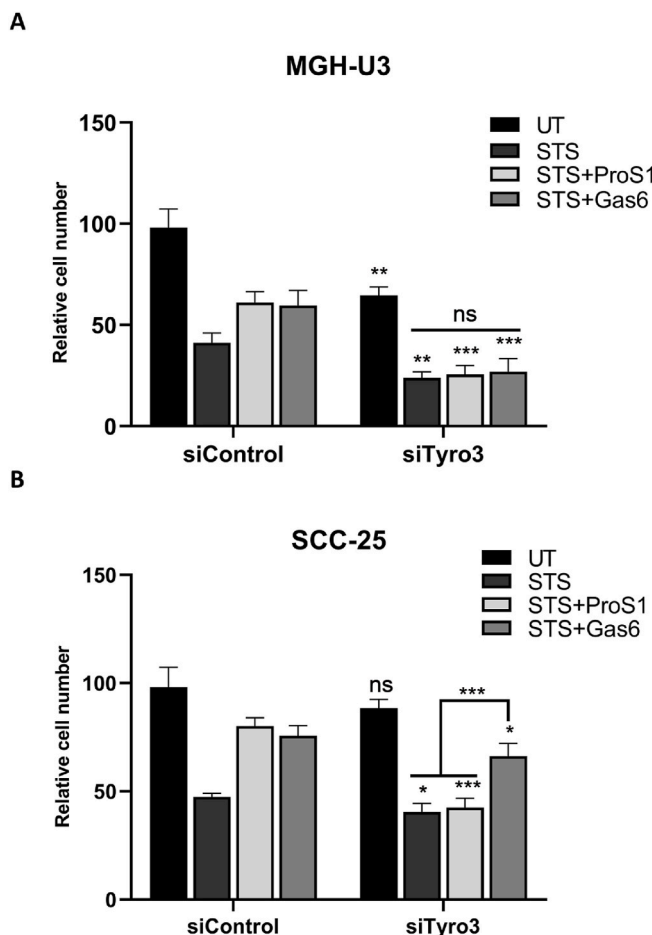 A
MGH-U3
UT
STS
STS+ProS1
STS+Gas6
Relative cell number
150
100
50
0
**
ns
**
***
***
siControl
siTyro3
B
SCC-25
UT
STS
STS+ProS1
STS+Gas6
Relative cell number
150
100
50
0
ns
***
*
*
***
siControl
siTyro3